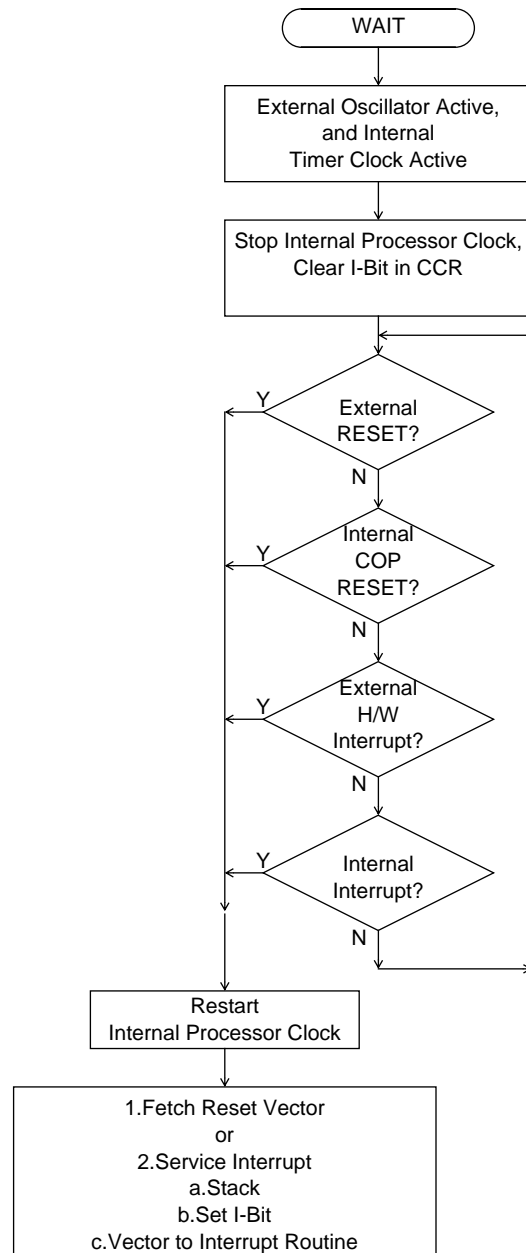 WAIT
External Oscillator Active,
and Internal
Timer Clock Active
Stop Internal Processor Clock,
Clear I-Bit in CCR
Y
External
RESET?
N
Y
Internal
COP
RESET?
N
Y
External
H/W
Interrupt?
N
Y
Internal
Interrupt?
N
Restart
Internal Processor Clock
1.Fetch Reset Vector
or
2.Service Interrupt
a.Stack
b.Set I-Bit
c.Vector to Interrupt Routine